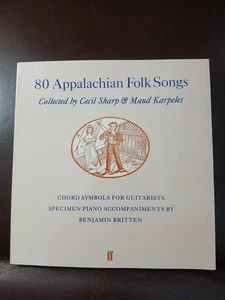 80 Appalachian Folk Songs
Collected by Cecil Sharp & Maud Karpeles
CHORD SYMBOLS FOR GUITARISTS
SPECIMEN PIANO ACCOMPANIMENTS BY
BENJAMIN BRITTEN
ff